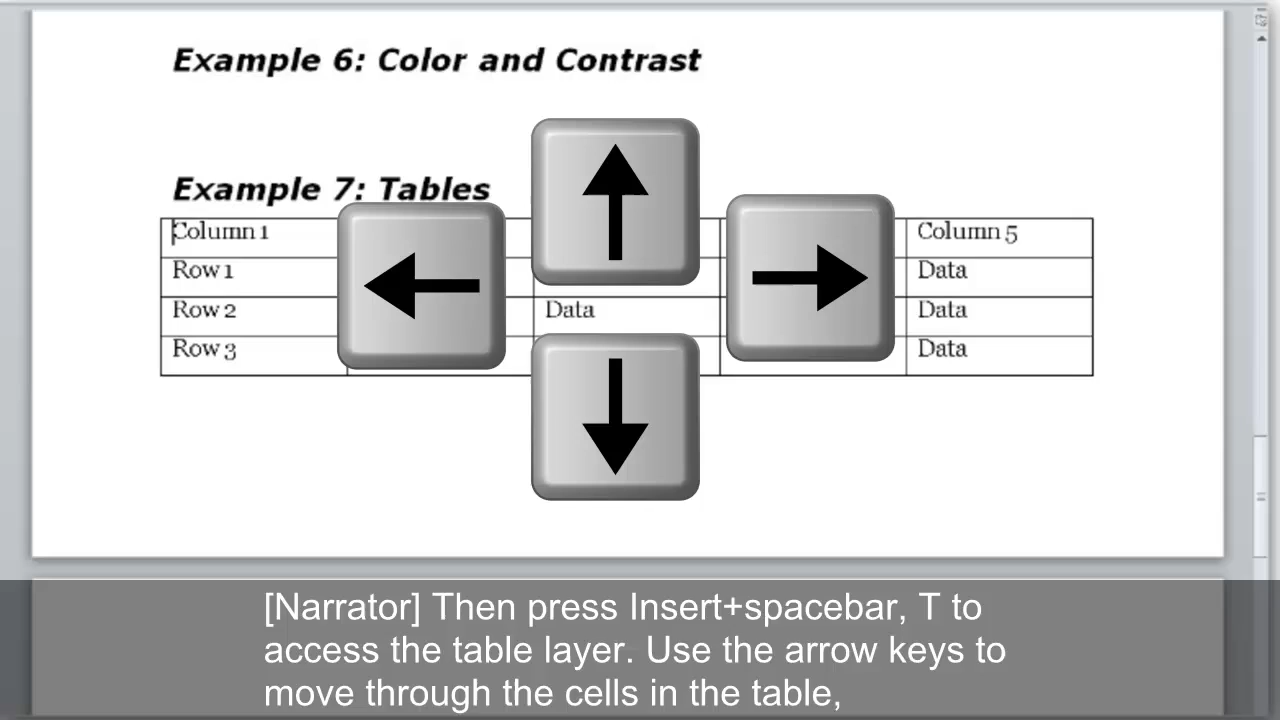 Example 6: Color and Contrast
Example 7: Tables
Column 1 Column 5
Row 1 Data
Row 2 Data Data
Row 3 Data
[Narrator] Then press Insert+spacebar, T to
access the table layer. Use the arrow keys to
move through the cells in the table,